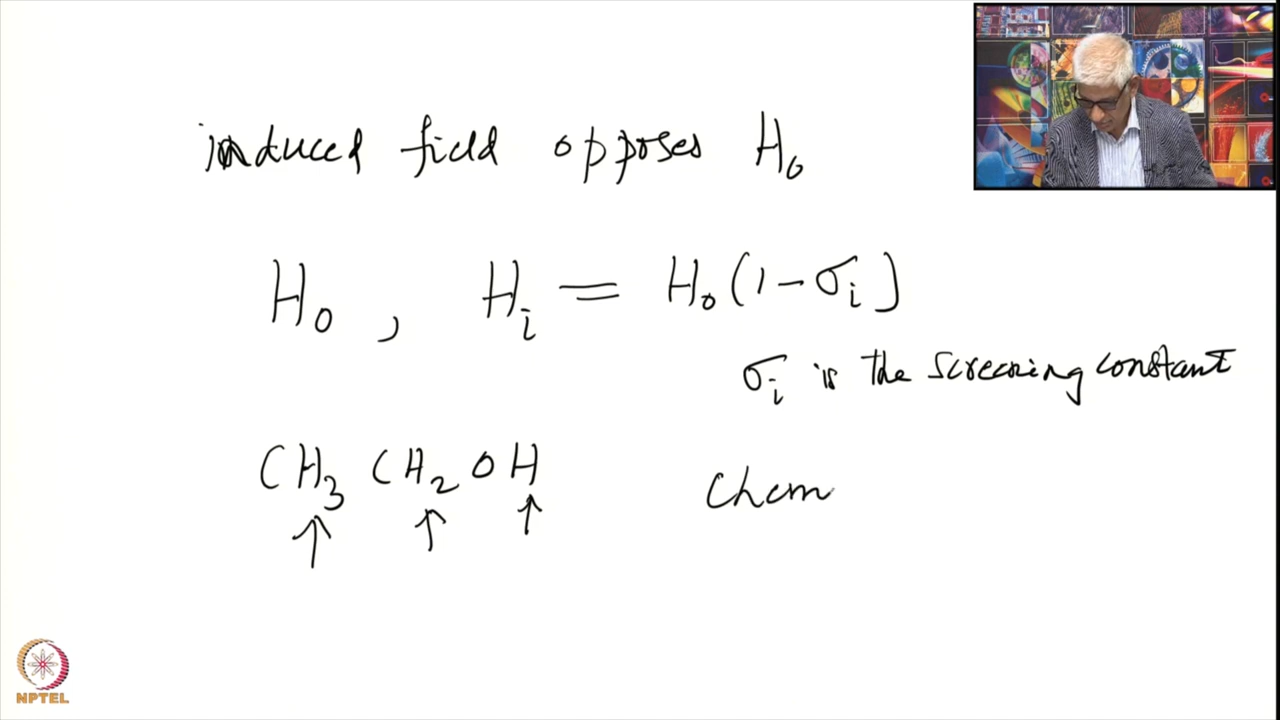 induced field opposes H₀
H₀ , Hᵢ = H₀(1-σᵢ)
σᵢ is the screening constant
CH₃ CH₂ OH
Chem
NPTEL